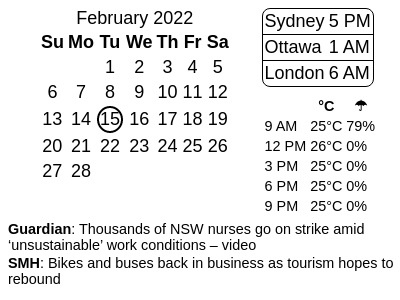 February 2022
Su Mo Tu We Th Fr Sa
1 2 3 4 5
6 7 8 9 10 11 12
13 14 15 16 17 18 19
20 21 22 23 24 25 26
27 28
Sydney 5 PM
Ottawa 1 AM
London 6 AM
°C ☂
9 AM 25°C 79%
12 PM 26°C 0%
3 PM 25°C 0%
6 PM 25°C 0%
9 PM 25°C 0%
Guardian: Thousands of NSW nurses go on strike amid
‘unsustainable’ work conditions – video
SMH: Bikes and buses back in business as tourism hopes to
rebound